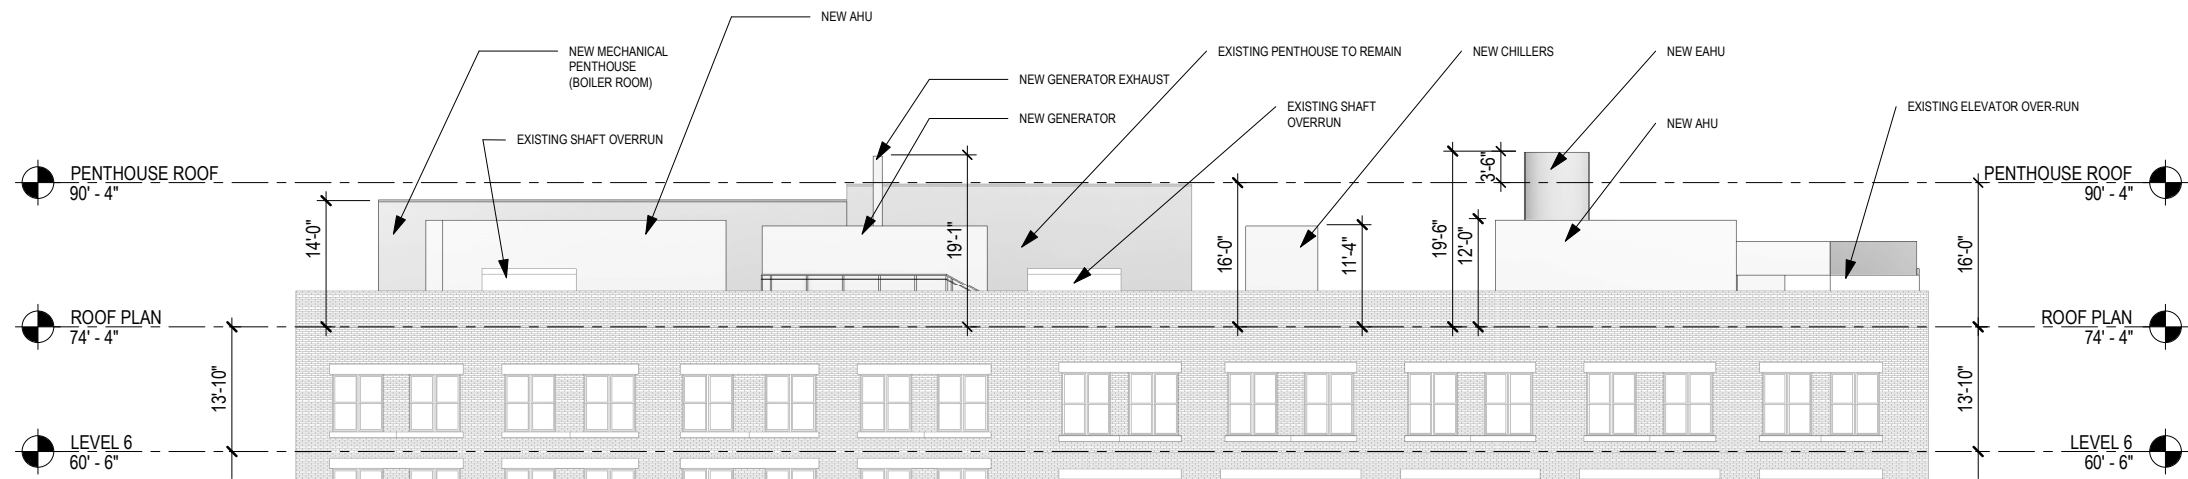 NEW AHU
NEW MECHANICAL
PENTHOUSE
(BOILER ROOM)
EXISTING PENTHOUSE TO REMAIN
NEW CHILLERS
NEW EAHU
NEW GENERATOR EXHAUST
EXISTING SHAFT
OVERRUN
EXISTING ELEVATOR OVER-RUN
NEW GENERATOR
NEW AHU
EXISTING SHAFT OVERRUN
PENTHOUSE ROOF
90' - 4"
PENTHOUSE ROOF
90' - 4"
14'-0"
19'-1"
16'-0"
11'-4"
19'-6"
3'-6"
12'-0"
16'-0"
ROOF PLAN
74' - 4"
ROOF PLAN
74' - 4"
13'-10"
13'-10"
LEVEL 6
60' - 6"
LEVEL 6
60' - 6"